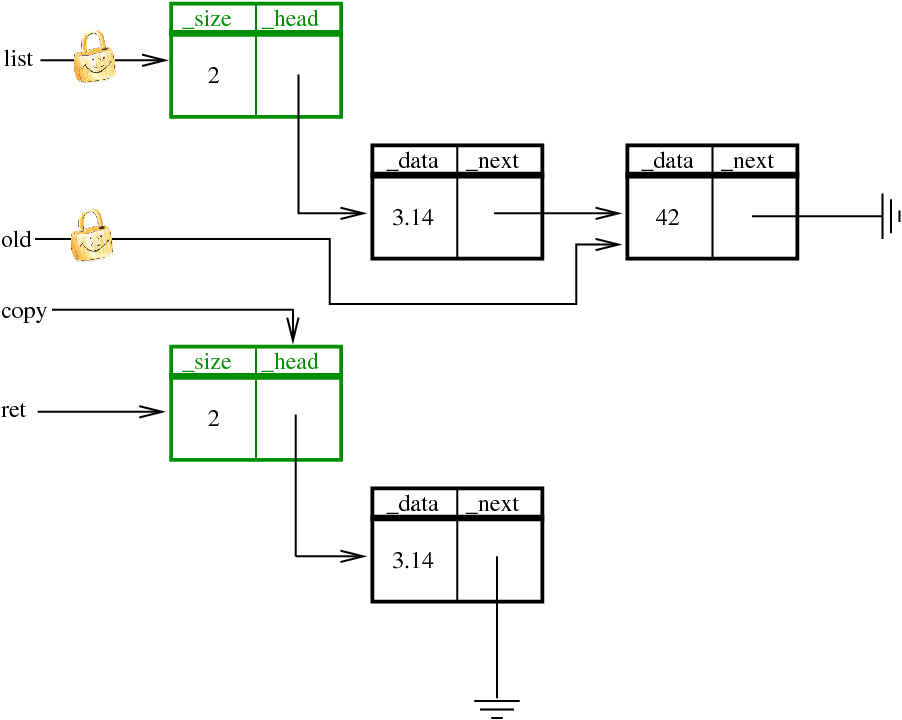 _size _head
list
2
_data _next
_data _next
3.14
42
old
copy
_size _head
ret
2
_data _next
3.14